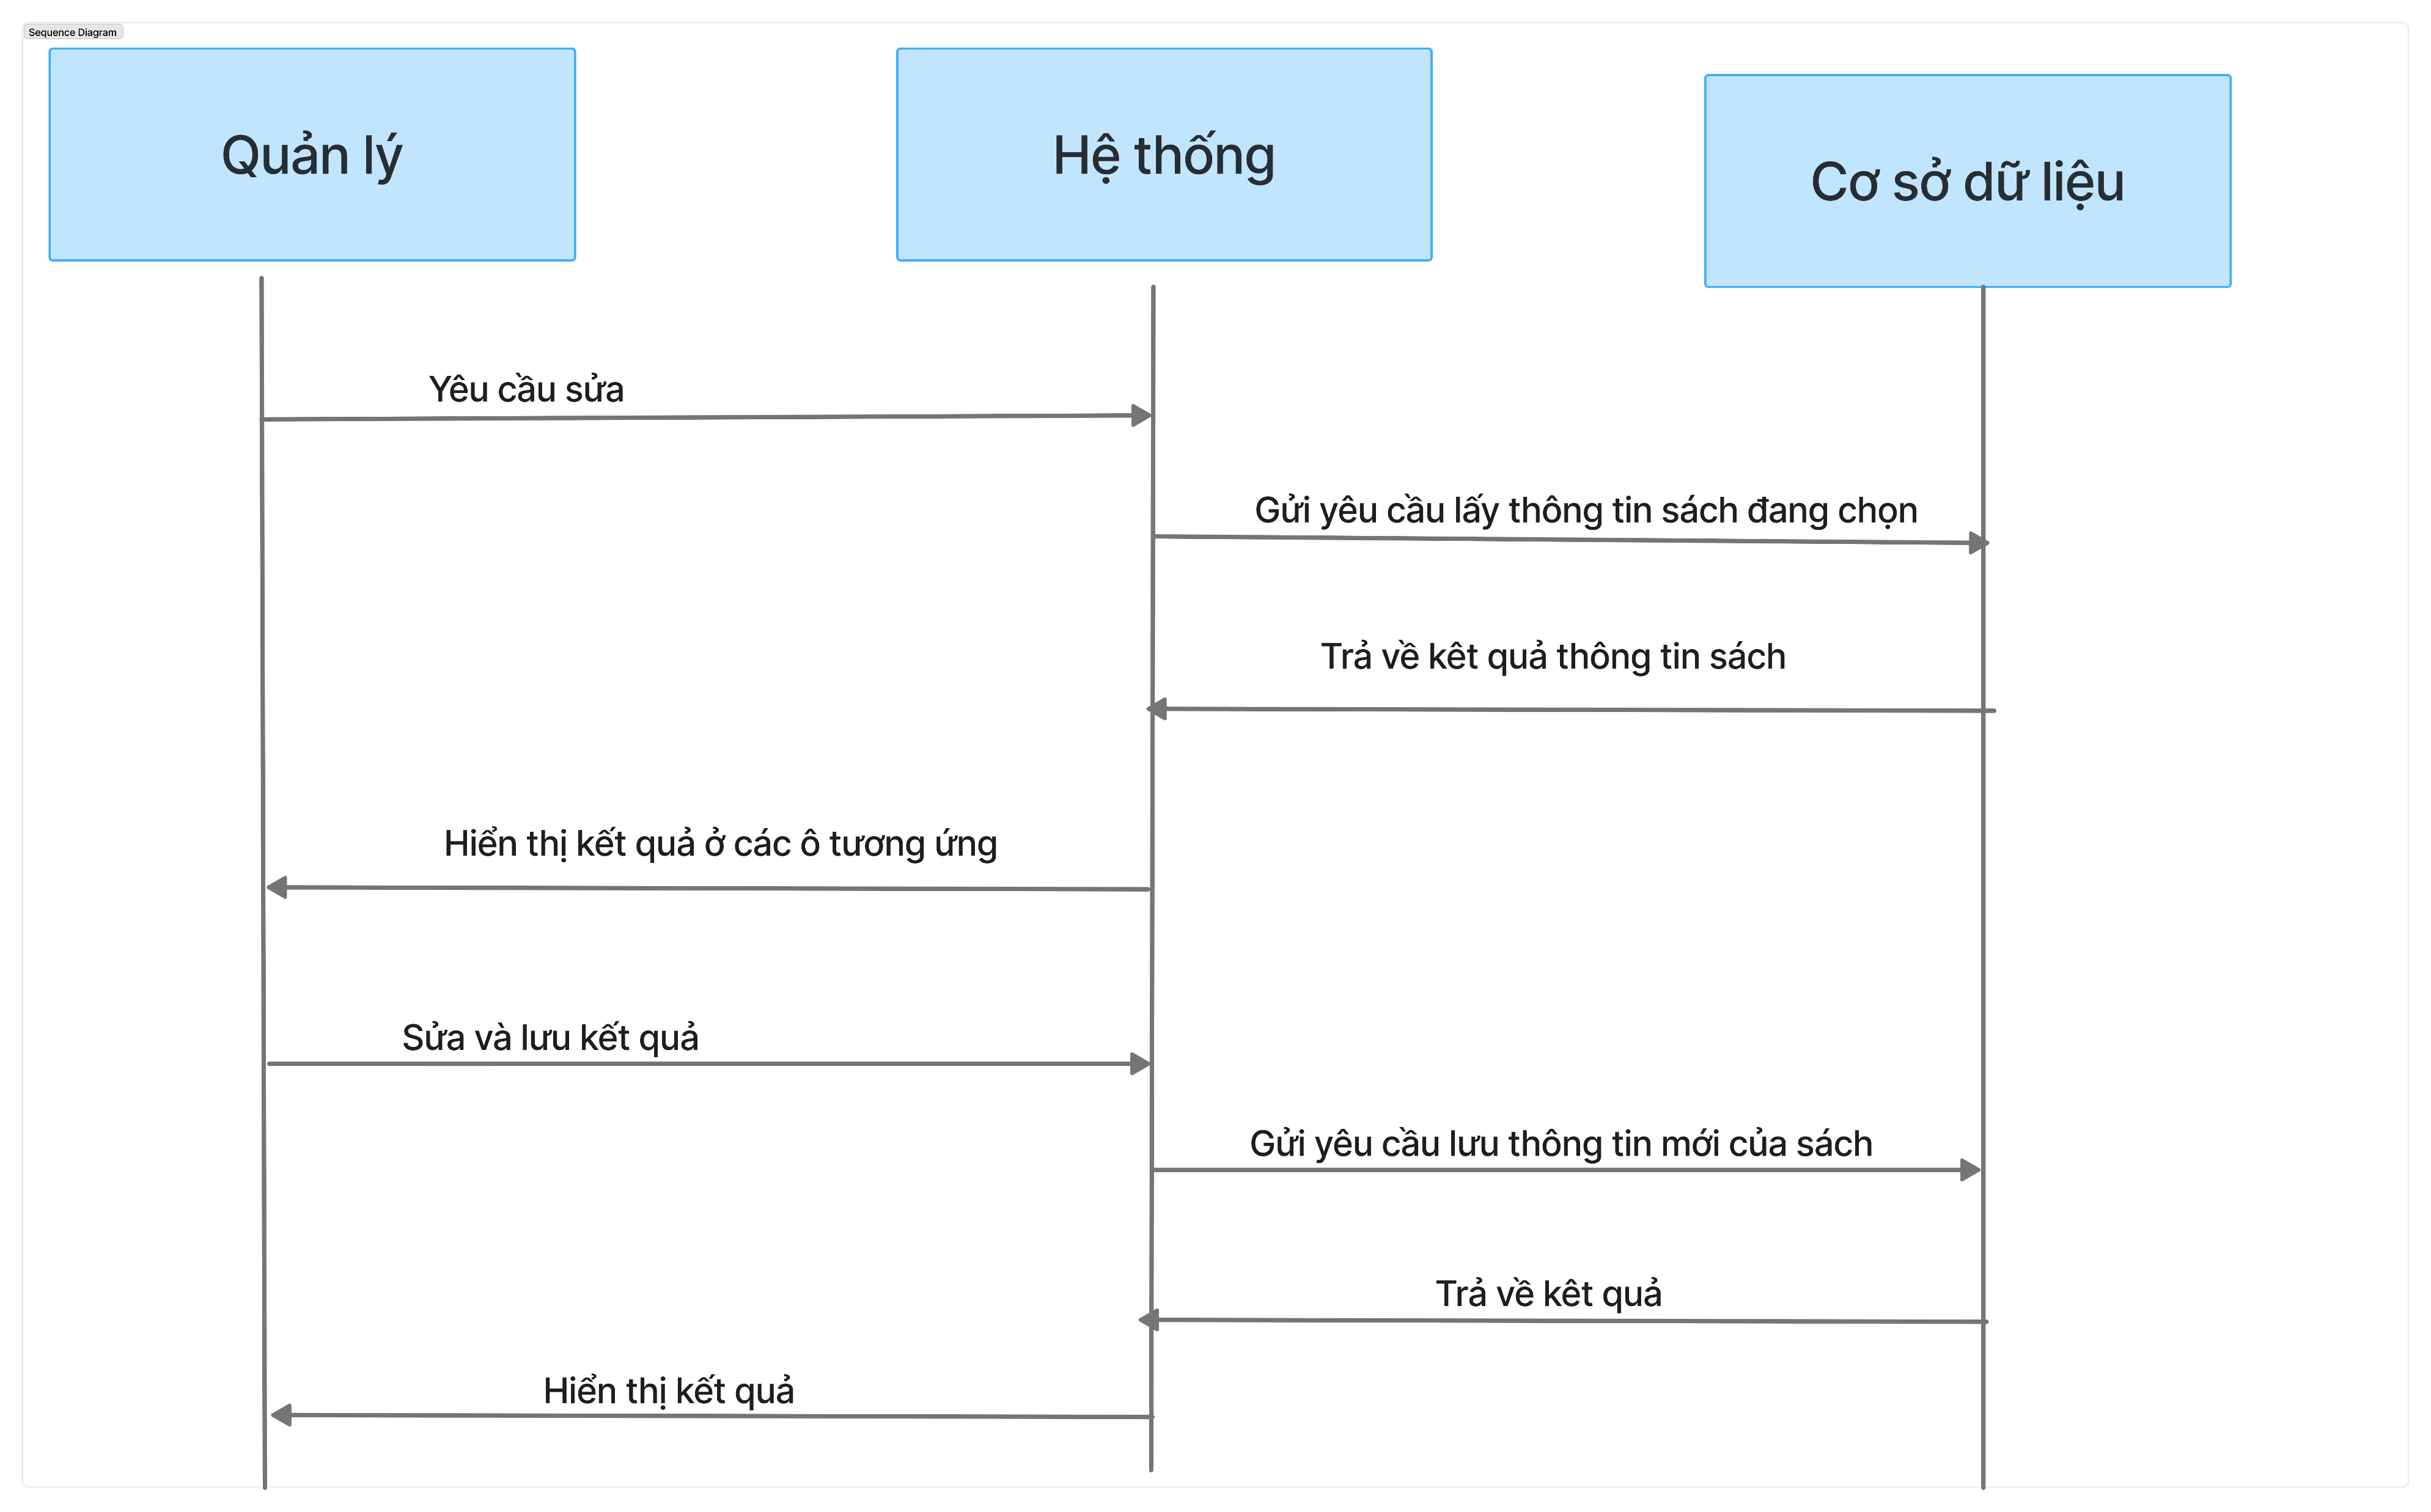 Sequence Diagram
Quản lý
Hệ thống
Cơ sở dữ liệu
Yêu cầu sửa
Gửi yêu cầu lấy thông tin sách đang chọn
Trả về kêt quả thông tin sách
Hiển thị kết quả ở các ô tương ứng
Sửa và lưu kết quả
Gửi yêu cầu lưu thông tin mới của sách
Trả về kêt quả
Hiển thị kết quả